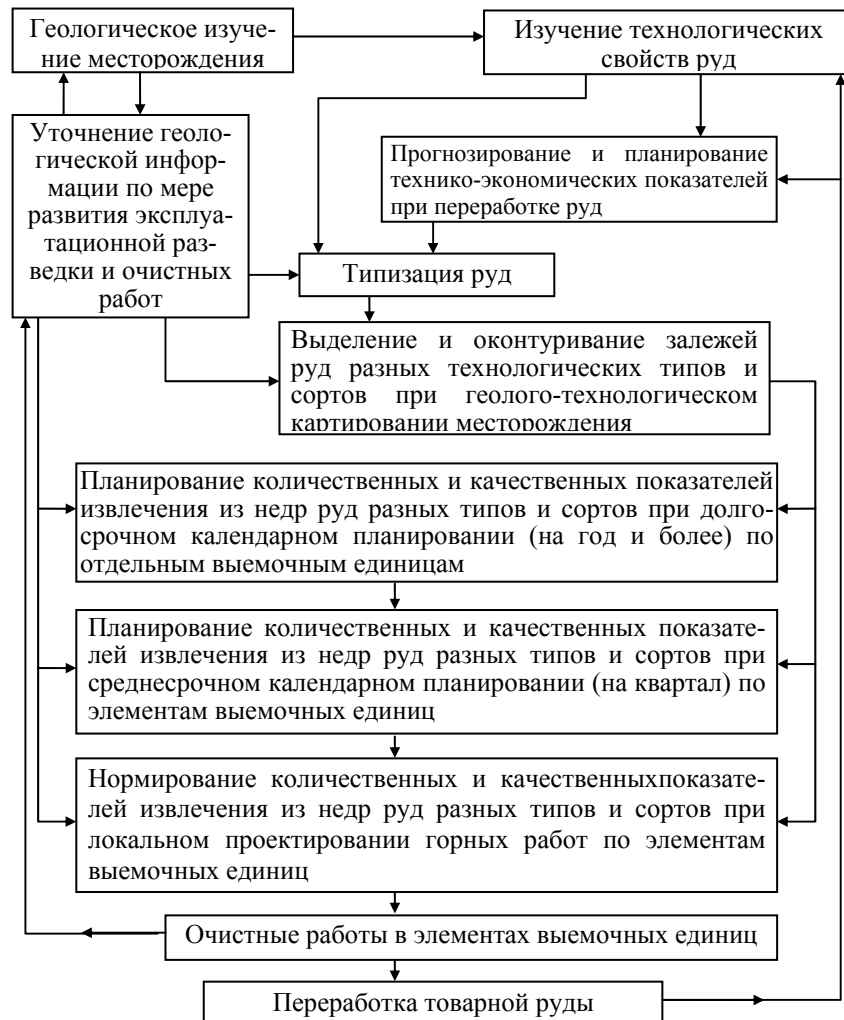 Геологическое изуче-
ние месторождения
Изучение технологических
свойств руд
Уточнение геоло-
гической инфор-
мации по мере
развития эксплуа-
тационной раз-
ведки и очистных
работ
Прогнозирование и планирование
технико-экономических показателей
при переработке руд
Типизация руд
Выделение и оконтуривание залежей
руд разных технологических типов и
сортов при геолого-технологическом
картировании месторождения
Планирование количественных и качественных показателей
извлечения из недр руд разных типов и сортов при долго-
срочном календарном планировании (на год и более) по
отдельным выемочным единицам
Планирование количественных и качественных показате-
лей извлечения из недр руд разных типов и сортов при
среднесрочном календарном планировании (на квартал) по
элементам выемочных единиц
Нормирование количественных и качественныхпоказате-
лей извлечения из недр руд разных типов и сортов при
локальном проектировании горных работ по элементам
выемочных единиц
Очистные работы в элементах выемочных единиц
Переработка товарной руды